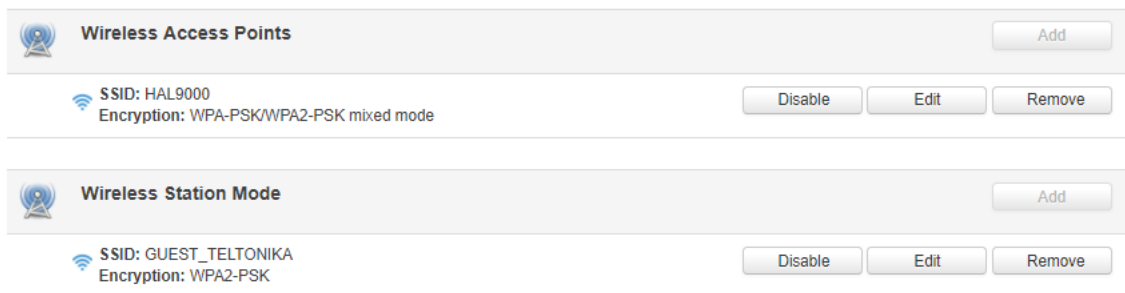 Wireless Access Points
Add
SSID: HAL9000
Encryption: WPA-PSK/WPA2-PSK mixed mode
Disable Edit Remove
Wireless Station Mode
Add
SSID: GUEST_TELTONIKA
Encryption: WPA2-PSK
Disable Edit Remove